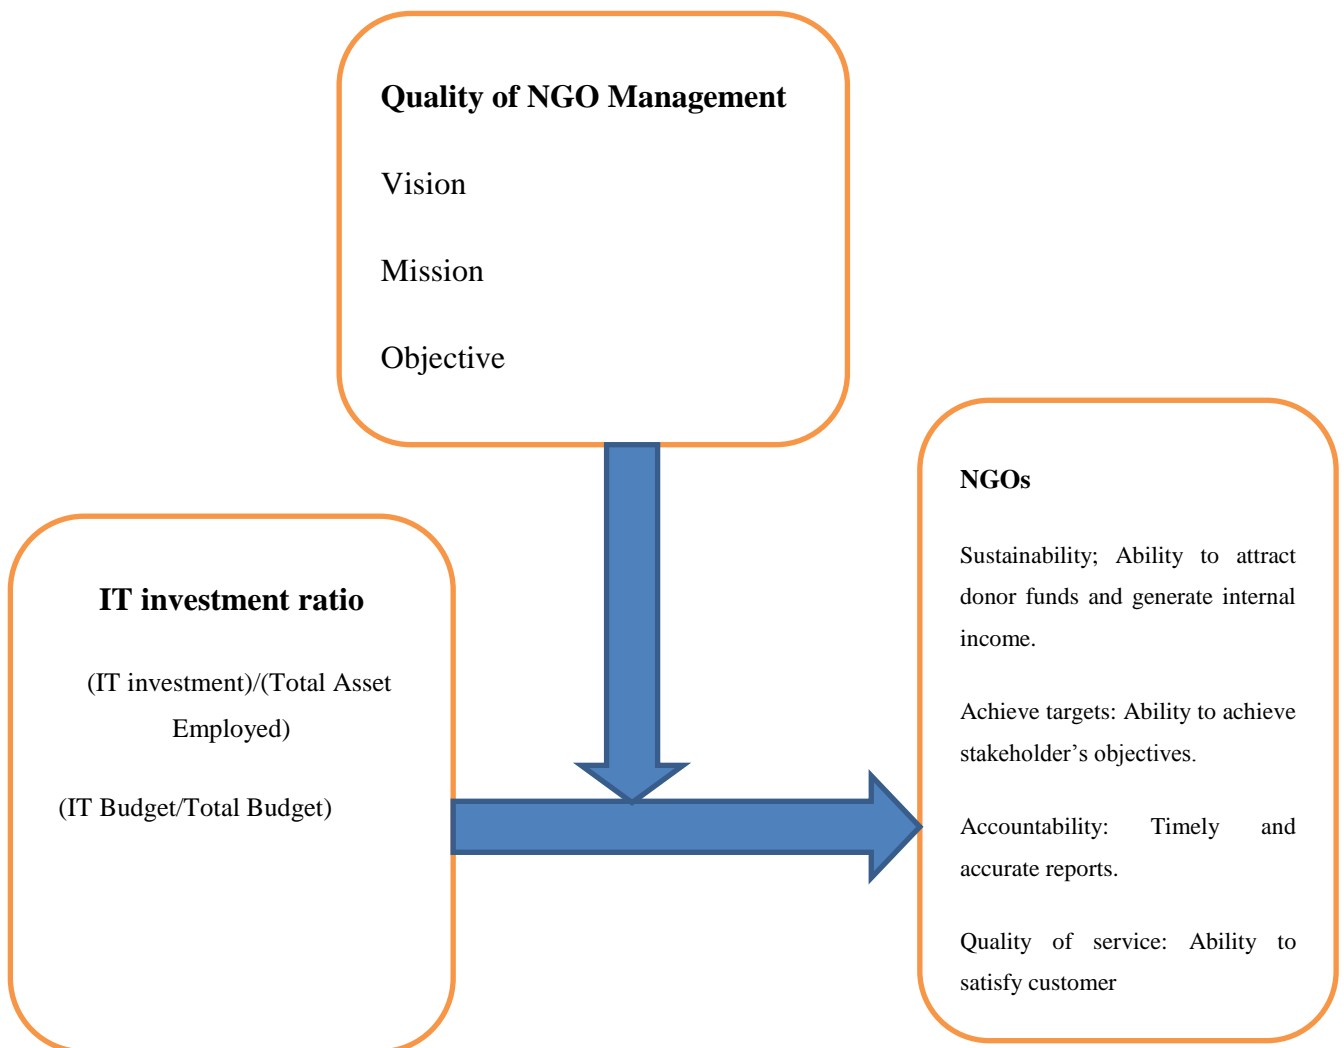 Quality of NGO Management
Vision
Mission
Objective
IT investment ratio
(IT investment)/(Total Asset
Employed)
(IT Budget/Total Budget)
NGOs
Sustainability; Ability to attract
donor funds and generate internal
income.
Achieve targets: Ability to achieve
stakeholder’s objectives.
Accountability: Timely and
accurate reports.
Quality of service: Ability to
satisfy customer